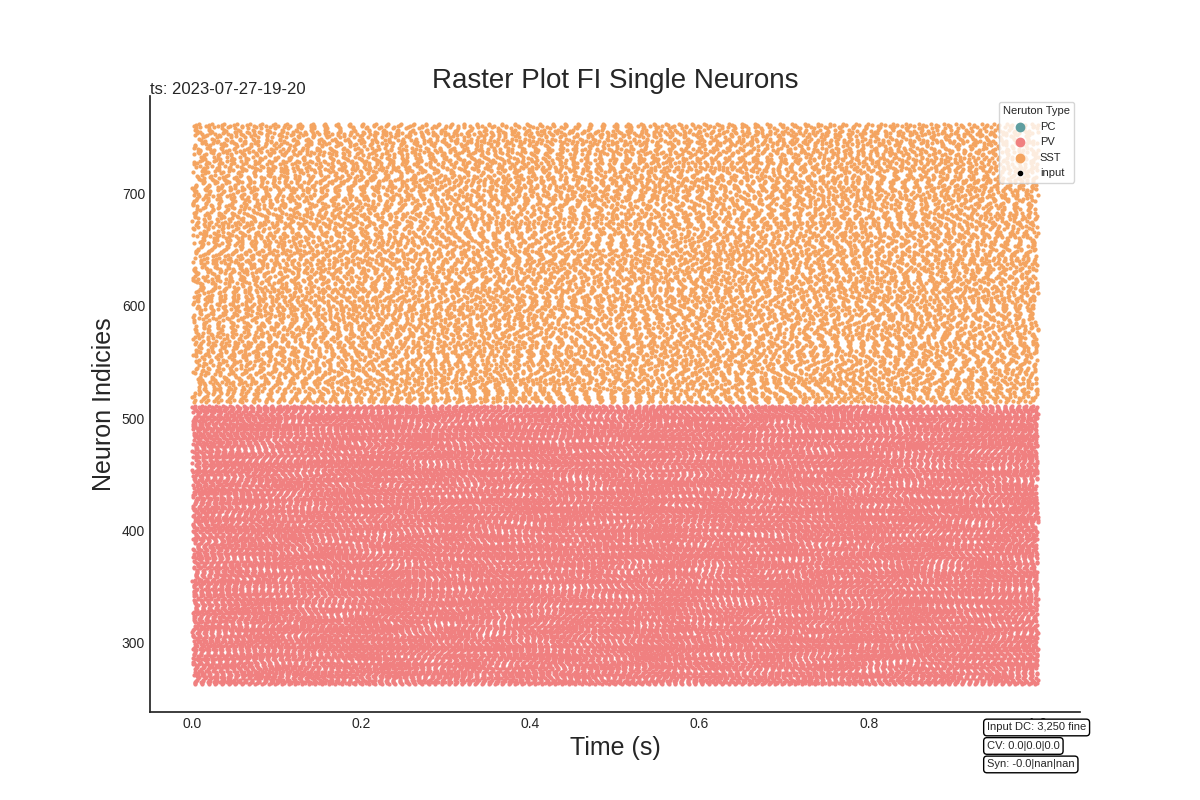 Raster Plot FI Single Neurons
ts: 2023-07-27-19-20
Neruton Type
PC
PV
SST
input
700
600
500
400
300
Neuron Indicies
0.0 0.2 0.4 0.6 0.8
Time (s)
Input DC: 3,250 fine
CV: 0.0|0.0|0.0
Syn: -0.0|nan|nan